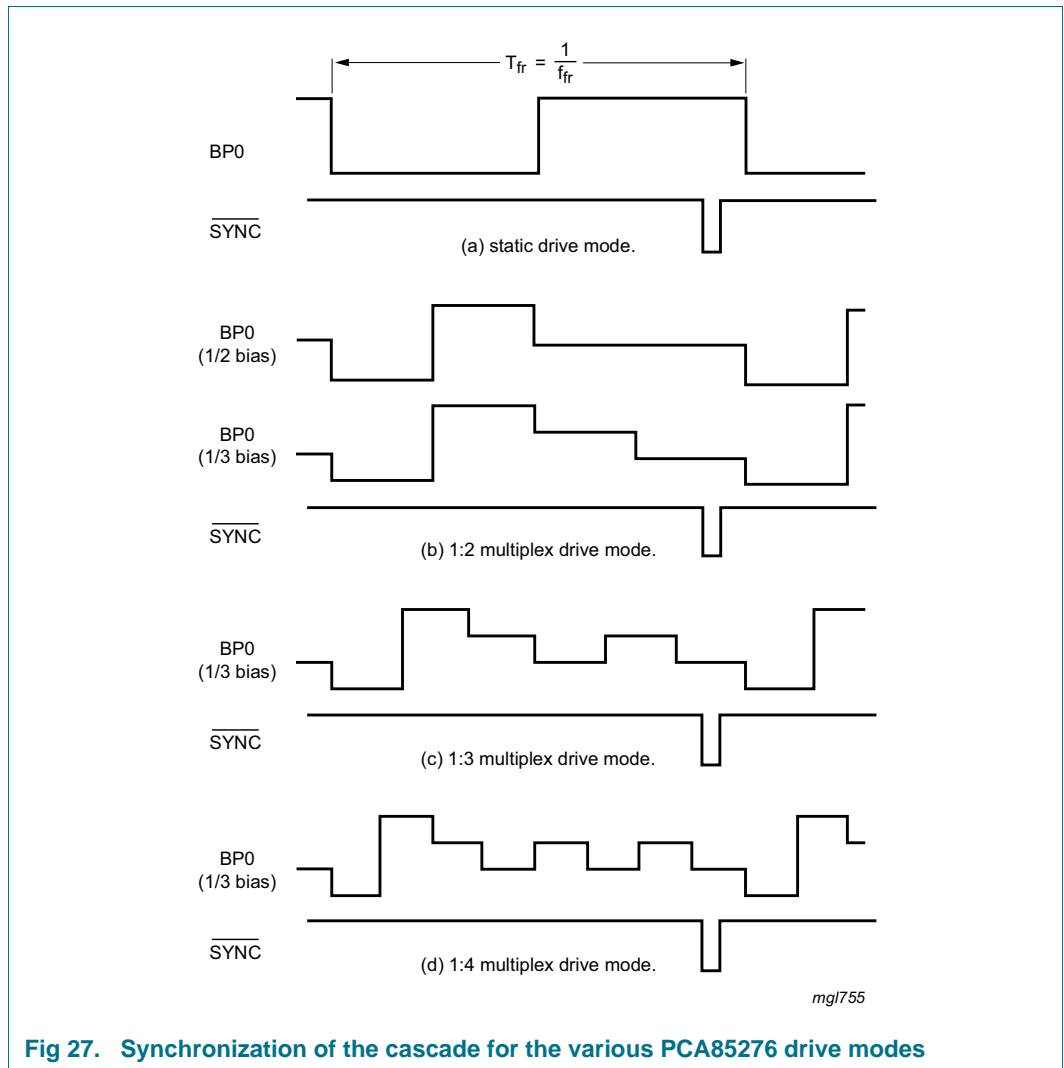 Tfr = 1
ffr
BP0
SYNC
(a) static drive mode.
BP0
(1/2 bias)
BP0
(1/3 bias)
SYNC
(b) 1:2 multiplex drive mode.
BP0
(1/3 bias)
SYNC
(c) 1:3 multiplex drive mode.
BP0
(1/3 bias)
SYNC
(d) 1:4 multiplex drive mode.
mgl755
Fig 27. Synchronization of the cascade for the various PCA85276 drive modes